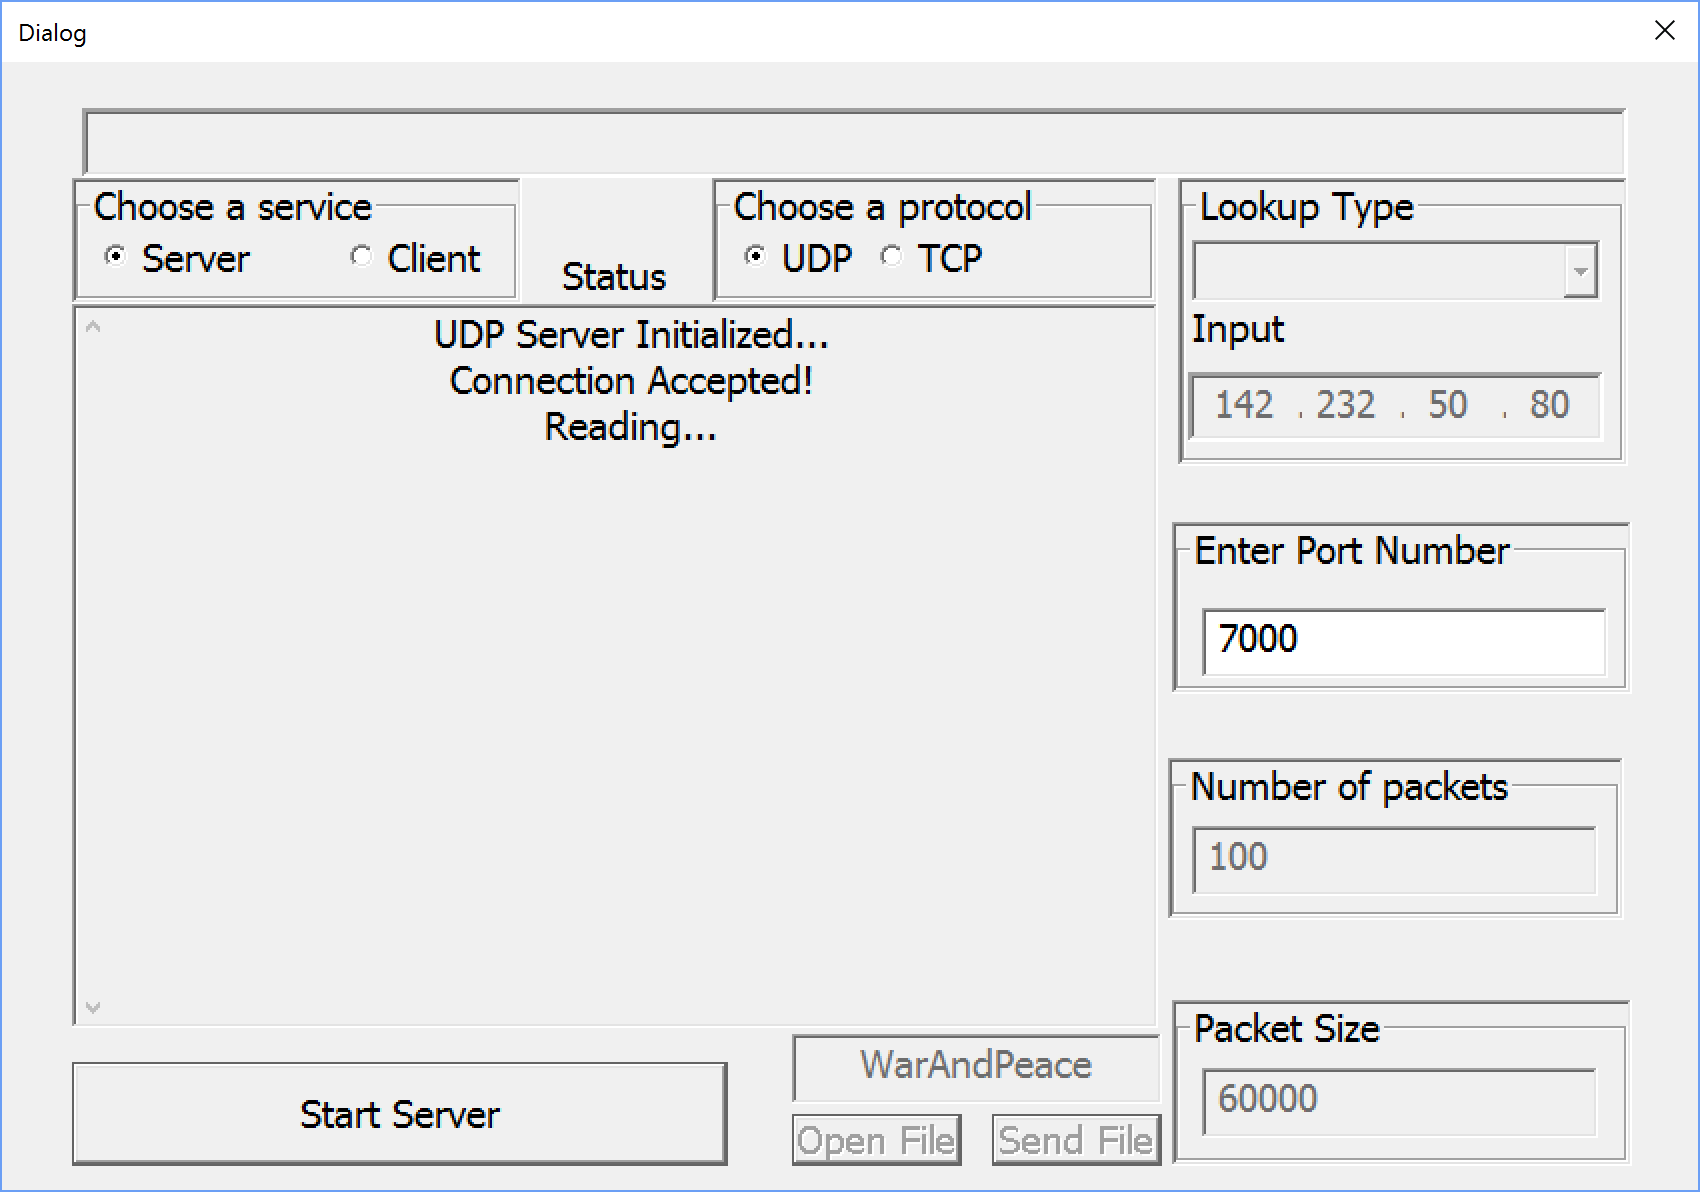 Dialog
Choose a service
Server
Client
Status
Choose a protocol
UDP
TCP
Lookup Type
Input
142 . 232 . 50 . 80
UDP Server Initialized...
Connection Accepted!
Reading...
Enter Port Number
7000
Number of packets
100
Packet Size
60000
WarAndPeace
Start Server
Open File
Send File